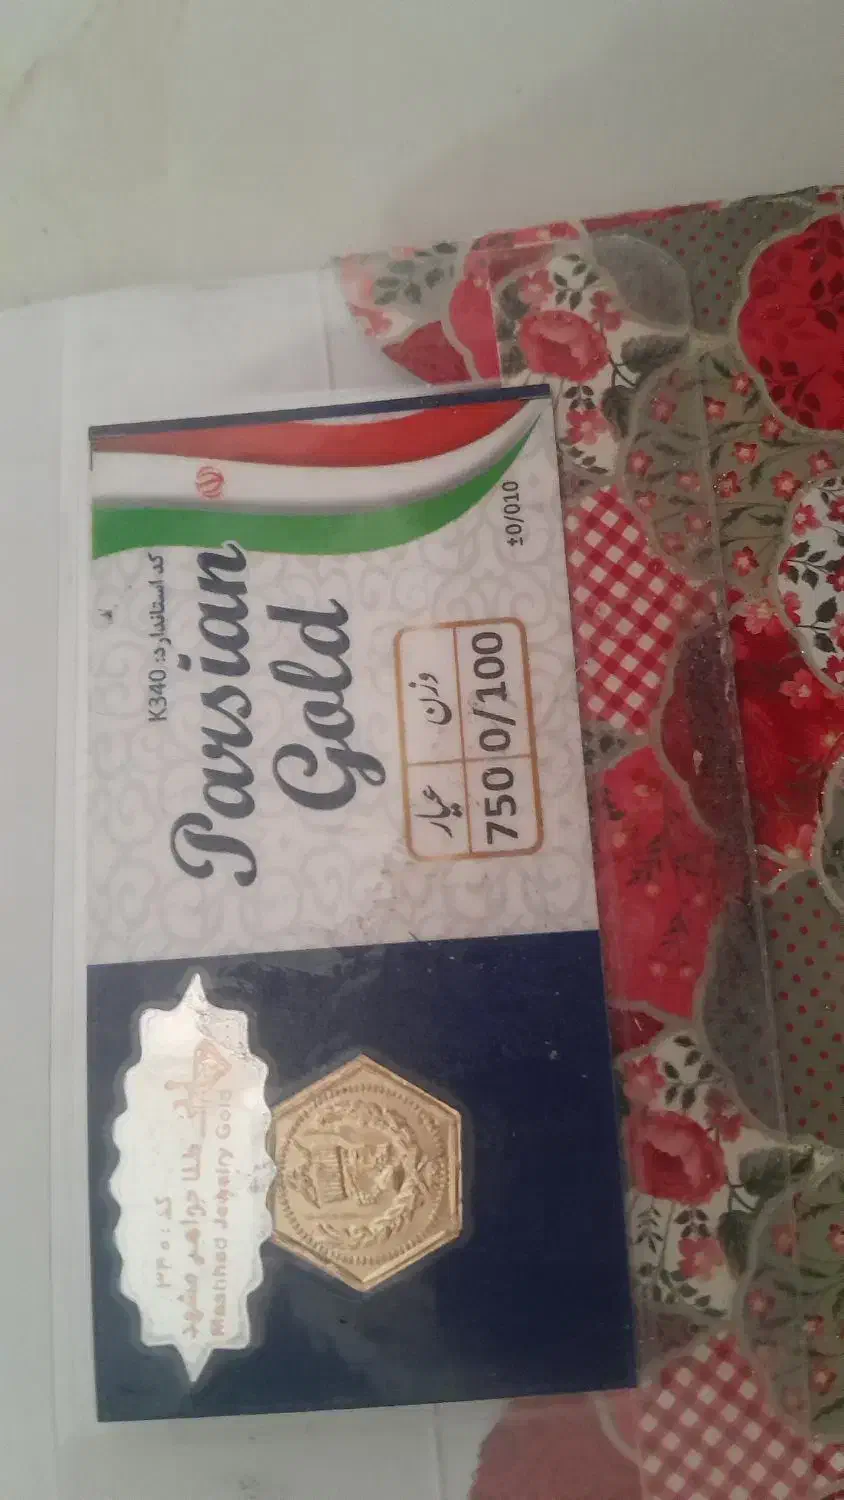 کد استاندارد: K340
Parsian
Gold
عیار وزن
750 0/100
±0/010
طلا جواهر مشهد
Mashhad Jewelry Gold